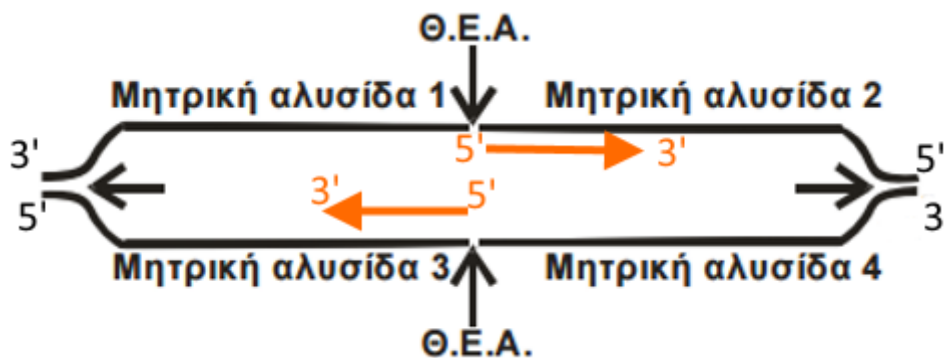 Θ.Ε.Α.
Μητρική αλυσίδα 1 Μητρική αλυσίδα 2
3' 5' 3' 5'
5' 3' 5' 3
Μητρική αλυσίδα 3 Μητρική αλυσίδα 4
Θ.Ε.Α.